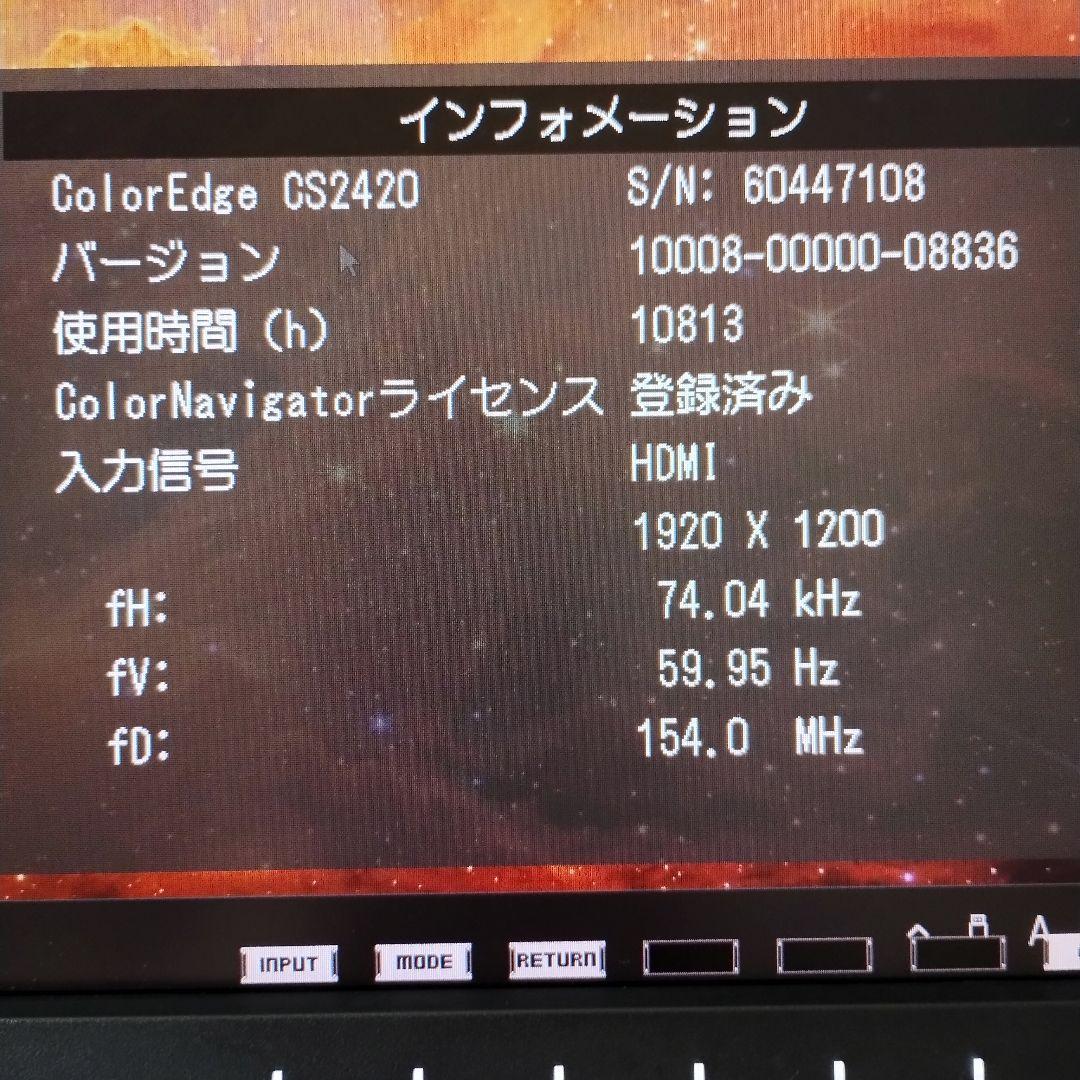 インフォメーション
ColorEdge CS2420 S/N: 60447108
バージョン 10008-00000-08836
使用時間 (h) 10813
ColorNavigatorライセンス 登録済み
入力信号 HDMI
1920 X 1200
fH: 74.04 kHz
fV: 59.95 Hz
fD: 154.0 MHz
INPUT MODE RETURN
A